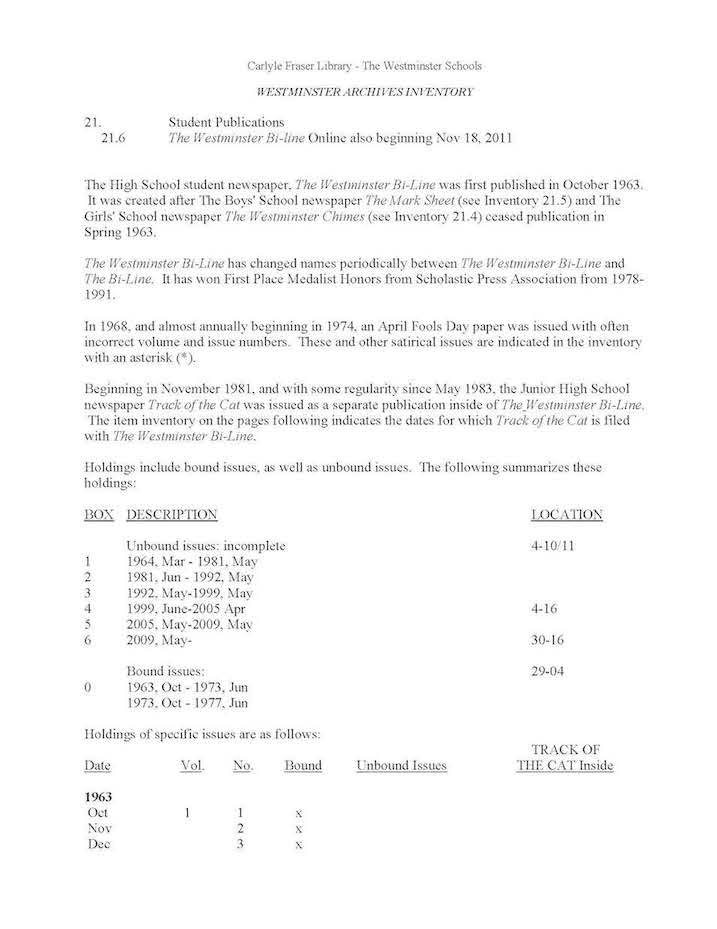 Carlyle Fraser Library - The Westminster Schools
WESTMINSTER ARCHIVES INVENTORY
21. Student Publications
21.6 The Westminster Bi-line Online also beginning Nov 18, 2011
The High School student newspaper, The Westminster Bi-Line was first published in October 1963.
It was created after The Boys' School newspaper The Mark Sheet (see Inventory 21.5) and The
Girls' School newspaper The Westminster Chimes (see Inventory 21.4) ceased publication in
Spring 1963.
The Westminster Bi-Line has changed names periodically between The Westminster Bi-Line and
The Bi-Line. It has won First Place Medalist Honors from Scholastic Press Association from 1978-
1991.
In 1968, and almost annually beginning in 1974, an April Fools Day paper was issued with often
incorrect volume and issue numbers. These and other satirical issues are indicated in the inventory
with an asterisk (*).
Beginning in November 1981, and with some regularity since May 1983, the Junior High School
newspaper Track of the Cat was issued as a separate publication inside of The Westminster Bi-Line.
The item inventory on the pages following indicates the dates for which Track of the Cat is filed
with The Westminster Bi-Line.
Holdings include bound issues, as well as unbound issues. The following summarizes these
holdings:
BOX DESCRIPTION LOCATION
Unbound issues: incomplete 4-10/11
1 1964, Mar - 1981, May
2 1981, Jun - 1992, May
3 1992, May-1999, May
4 1999, June-2005 Apr 4-16
5 2005, May-2009, May
6 2009, May- 30-16
Bound issues: 29-04
0 1963, Oct - 1973, Jun
1973, Oct - 1977, Jun
Holdings of specific issues are as follows:
TRACK OF
Date Vol. No. Bound Unbound Issues THE CAT Inside
1963
Oct 1 1 x
Nov 2 x
Dec 3 x